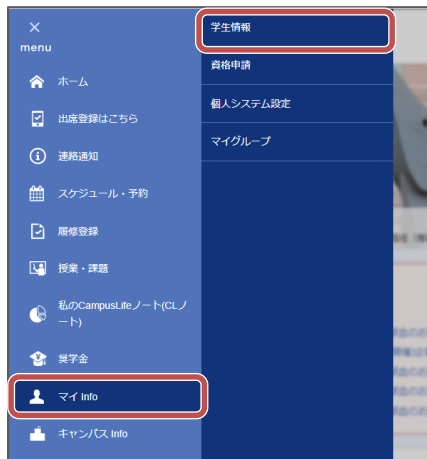 menu
ホーム
出席登録はこちら
連絡通知
スケジュール・予約
履修登録
授業・課題
私のCampusLifeノート(CLノ
ート)
奨学金
マイ Info
キャンパス Info
学生情報
資格申請
個人システム設定
マイグループ